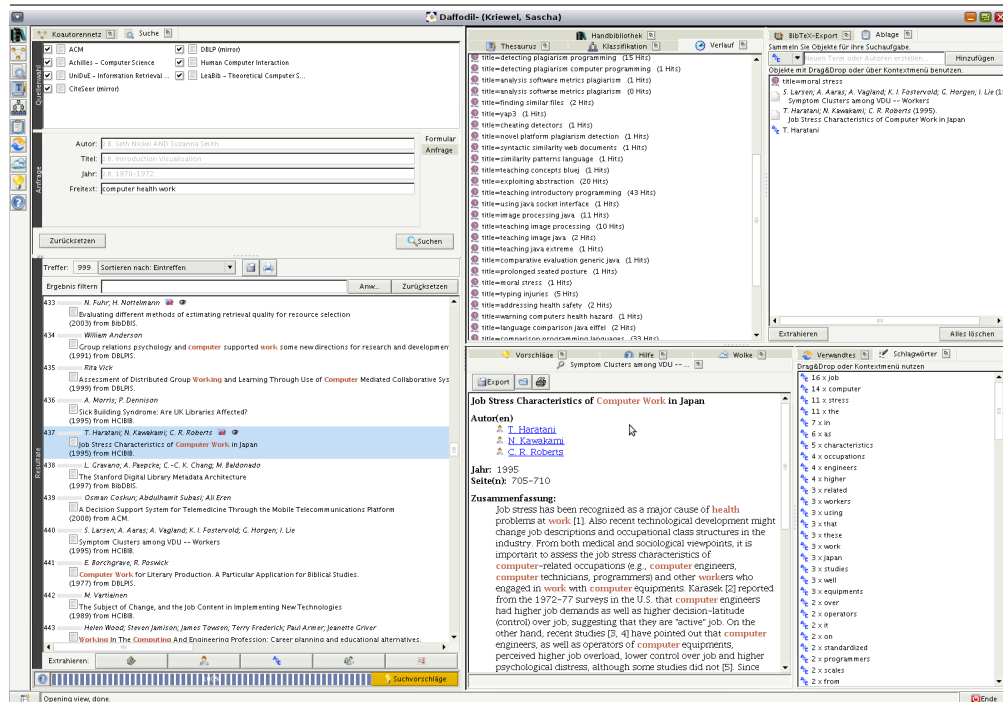 Daffodil- (Kriewel, Sascha)
Koautorennetz
Suche
ACM
DBLP (mirror)
Achilles - Computer Science
Human Computer Interaction
UniDuE - Information Retrieval ...
LeaBib - Theoretical Computer S...
CiteSeer (mirror)
Quellenwahl
Anfrage
Formular
Anfrage
Autor: z.B. Seth Nickel AND Suzanna Smith
Titel: z.B. Introduction Visualication
Jahr: z.B. 1970-1972
Freitext: computer health work
Zurücksetzen
Suchen
Resultate
Treffer: 999 Sortieren nach: Eintreffen
Ergebnis filtern
Anw...
Zurücksetzen
433 N. Fuhr; H. Nottelmann
Evaluating different methods of estimating retrieval quality for resource selection
(2003) from BibDBIS.
434 William Anderson
Group relations psychology and computer supported work some newdirections for research and developmen
(1991) from DBLPIS.
435 Rita Vick
Assessment of Distributed Group Working and Learning Through Use of Computer Mediated Collaborative Sys
(1999) from DBLPIS.
436 A. Morris; P. Dennison
Sick Building Syndrome: Are UK Libraries Affected?
(1995) from HCIBIB.
437 T. Haratani; N. Kawakami; C. R. Roberts
Job Stress Characteristics of Computer Work in Japan
(1995) from HCIBIB.
438 L. Gravano; A. Paepcke; C.-C. K. Chang; M. Baldonado
The Stanford Digital Library Metadata Architecture
(1997) from BibDBIS.
439 Osman Coskun; Abdulhamit Subasi; Ali Eren
A Decision Support System for Telemedicine Through the Mobile Telecommunications Platform
(2008) from ACM.
440 S. Larsen; A. Aaras; A. Vagland; K. I. Fostervold; G. Horgen; I. Lie
Symptom Clusters among VDU -- Workers
(1995) from HCIBIB.
441 E. Borchgrave; R. Poswick
Computer Work for Literary Production. A Particular Application for Biblical Studies.
(1977) from DBLPIS.
442 M. Vartiainen
The Subject of Change, and the Job Content in Implementing New Technologies
(1989) from HCIBIB.
443 Helen Wood; Steven Jamison; James Towsen; Terry Frederick; Paul Armer; Jeanette Griver
Working In The Computing And Engineering Profession: Career planning and educational alternatives.
Extrahieren:
Suchvorschläge
Opening view, done.
Handbibliothek
Thesaurus
Klassifikation
Verlauf
title=detecting plagiarism programming (15 Hits)
title=detecting plagiarism computer programming (1 Hits)
title=analysis software metrics plagiarism (1 Hits)
title=analysis softwrae metrics plagiarism (0 Hits)
title=finding similar files (2 Hits)
title=yap3 (1 Hits)
title=cheating detectors (1 Hits)
title=novel platform plagiarism detection (1 Hits)
title=syntactic similarity web documents (1 Hits)
title=similarity patterns language (1 Hits)
title=teaching concepts bluej (1 Hits)
title=exploiting abstraction (20 Hits)
title=teaching introductory programming (43 Hits)
title=using java socket interface (1 Hits)
title=image processing java (11 Hits)
title=teaching image processing (10 Hits)
title=teaching image java (2 Hits)
title=teaching java extreme (1 Hits)
title=comparative evaluation generic java (1 Hits)
title=prolonged seated posture (1 Hits)
title=moral stress (1 Hits)
title=typing injuries (5 Hits)
title=addressing health safety (2 Hits)
title=warning computers health hazard (1 Hits)
title=language comparison java eiffel (2 Hits)
title=comparison programming languages (33 Hits)
BibTeX-Export
Ablage
Sammeln Sie Objekte für ihre Suchaufgabe.
Neuen Term oder Autoren erstellen...
Hinzufügen
Objekte mit Drag&Drop oder über Kontextmenü benutzen.
title=moral stress
S. Larsen; A. Aaras; A. Vagland; K. I. Fostervold; G. Horgen; I. Lie (1
Symptom Clusters among VDU -- Workers
T. Haratani; N. Kawakami; C. R. Roberts (1995).
Job Stress Characteristics of Computer Work in Japan
T. Haratani
Extrahieren
Alles löschen
Vorschläge
Hilfe
Wolke
Symptom Clusters among VDU -- ...
Export
Job Stress Characteristics of Computer Work in Japan
Autor(en)
T. Haratani
N. Kawakami
C. R. Roberts
Jahr: 1995
Seite(n): 705-710
Zusammenfassung:
Job stress has been recognized as a major cause of health
problems at work [1]. Also recent technological development might
change job descriptions and occupational class structures in the
industry. From both medical and sociological viewpoints, it is
important to assess the job stress characteristics of
computer-related occupations (e.g., computer engineers,
computer technicians, programmers) and other workers who
engaged in work with computer equipments. Karasek [2] reported
from the 1972-77 surveys in the U.S. that computer engineers
had higher job demands as well as higher decision-latitude
(control) over job, suggesting that they are "active" job. On the
other hand, recent studies [3, 4] have pointed out that computer
engineers, as well as operators of computer equipments,
perceived higher job overload, lower control over job and higher
psychological distress, although some studies did not [5]. Since
Verwandtes
Schlagwörter
Drag&Drop oder Kontextmenü nutzen
16 x job
14 x computer
11 x stress
11 x the
7 x in
6 x as
5 x characteristics
4 x occupations
4 x engineers
4 x higher
3 x related
3 x workers
3 x using
3 x that
3 x these
3 x work
3 x japan
3 x studies
3 x well
3 x equipments
2 x over
2 x operators
2 x it
2 x on
2 x standardized
2 x programmers
2 x scales
2 x from
Ende